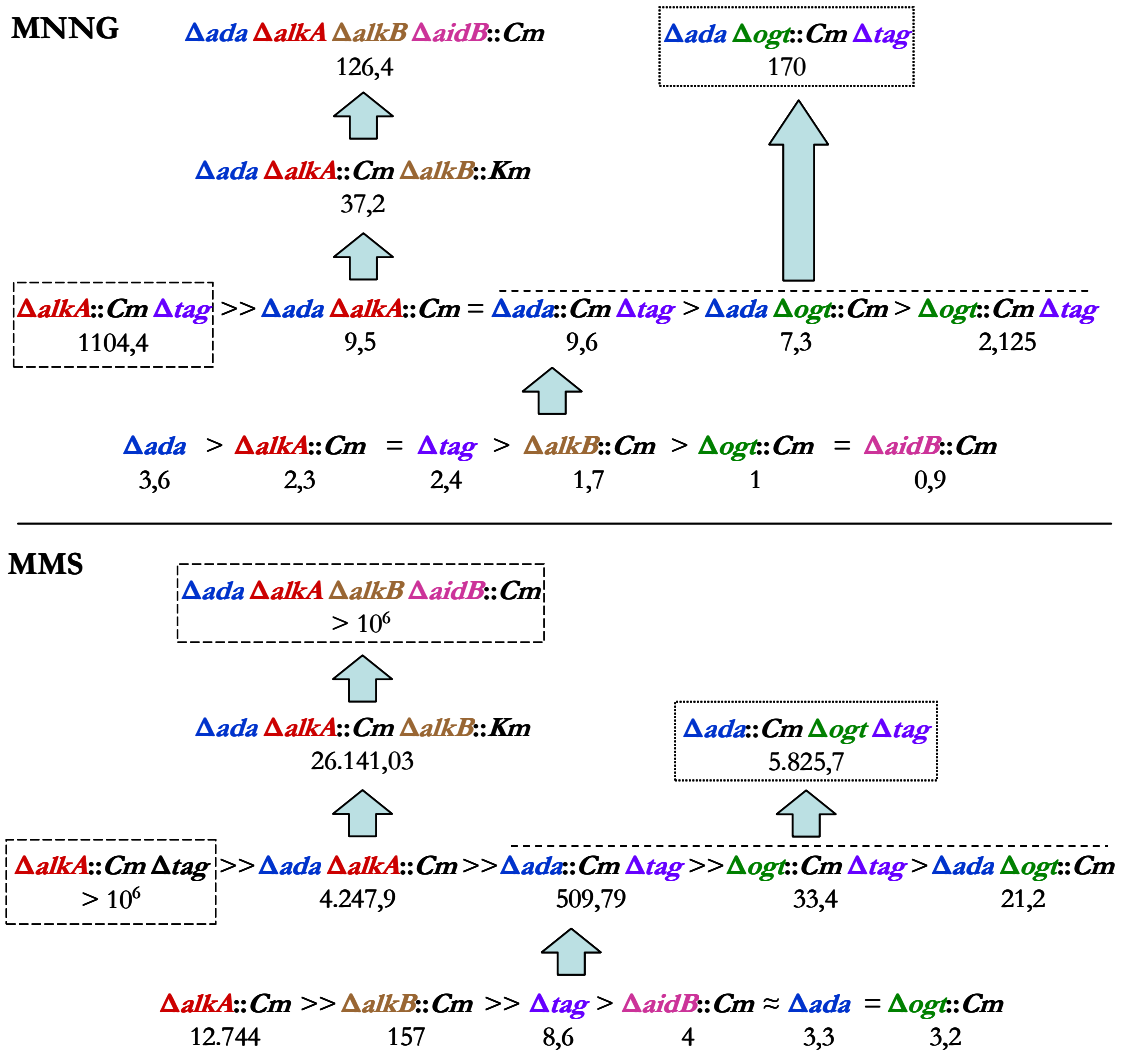 MNNG
Δada ΔalkA ΔalkB ΔaidB::Cm
126,4
Δada Δogt::Cm Δtag
170
Δada ΔalkA::Cm ΔalkB::Km
37,2
ΔalkA::Cm Δtag >> Δada ΔalkA::Cm = Δada::Cm Δtag > Δada Δogt::Cm > Δogt::Cm Δtag
1104,4 9,5 9,6 7,3 2,125
Δada > ΔalkA::Cm = Δtag > ΔalkB::Cm > Δogt::Cm = ΔaidB::Cm
3,6 2,3 2,4 1,7 1 0,9
MMS
Δada ΔalkA ΔalkB ΔaidB::Cm
> 10⁶
Δada ΔalkA::Cm ΔalkB::Km
26.141,03
Δada::Cm Δogt Δtag
5.825,7
ΔalkA::Cm Δtag >> Δada ΔalkA::Cm >> Δada::Cm Δtag >> Δogt::Cm Δtag > Δada Δogt::Cm
> 10⁶ 4.247,9 509,79 33,4 21,2
ΔalkA::Cm >> ΔalkB::Cm >> Δtag > ΔaidB::Cm ≈ Δada = Δogt::Cm
12.744 157 8,6 4 3,3 3,2